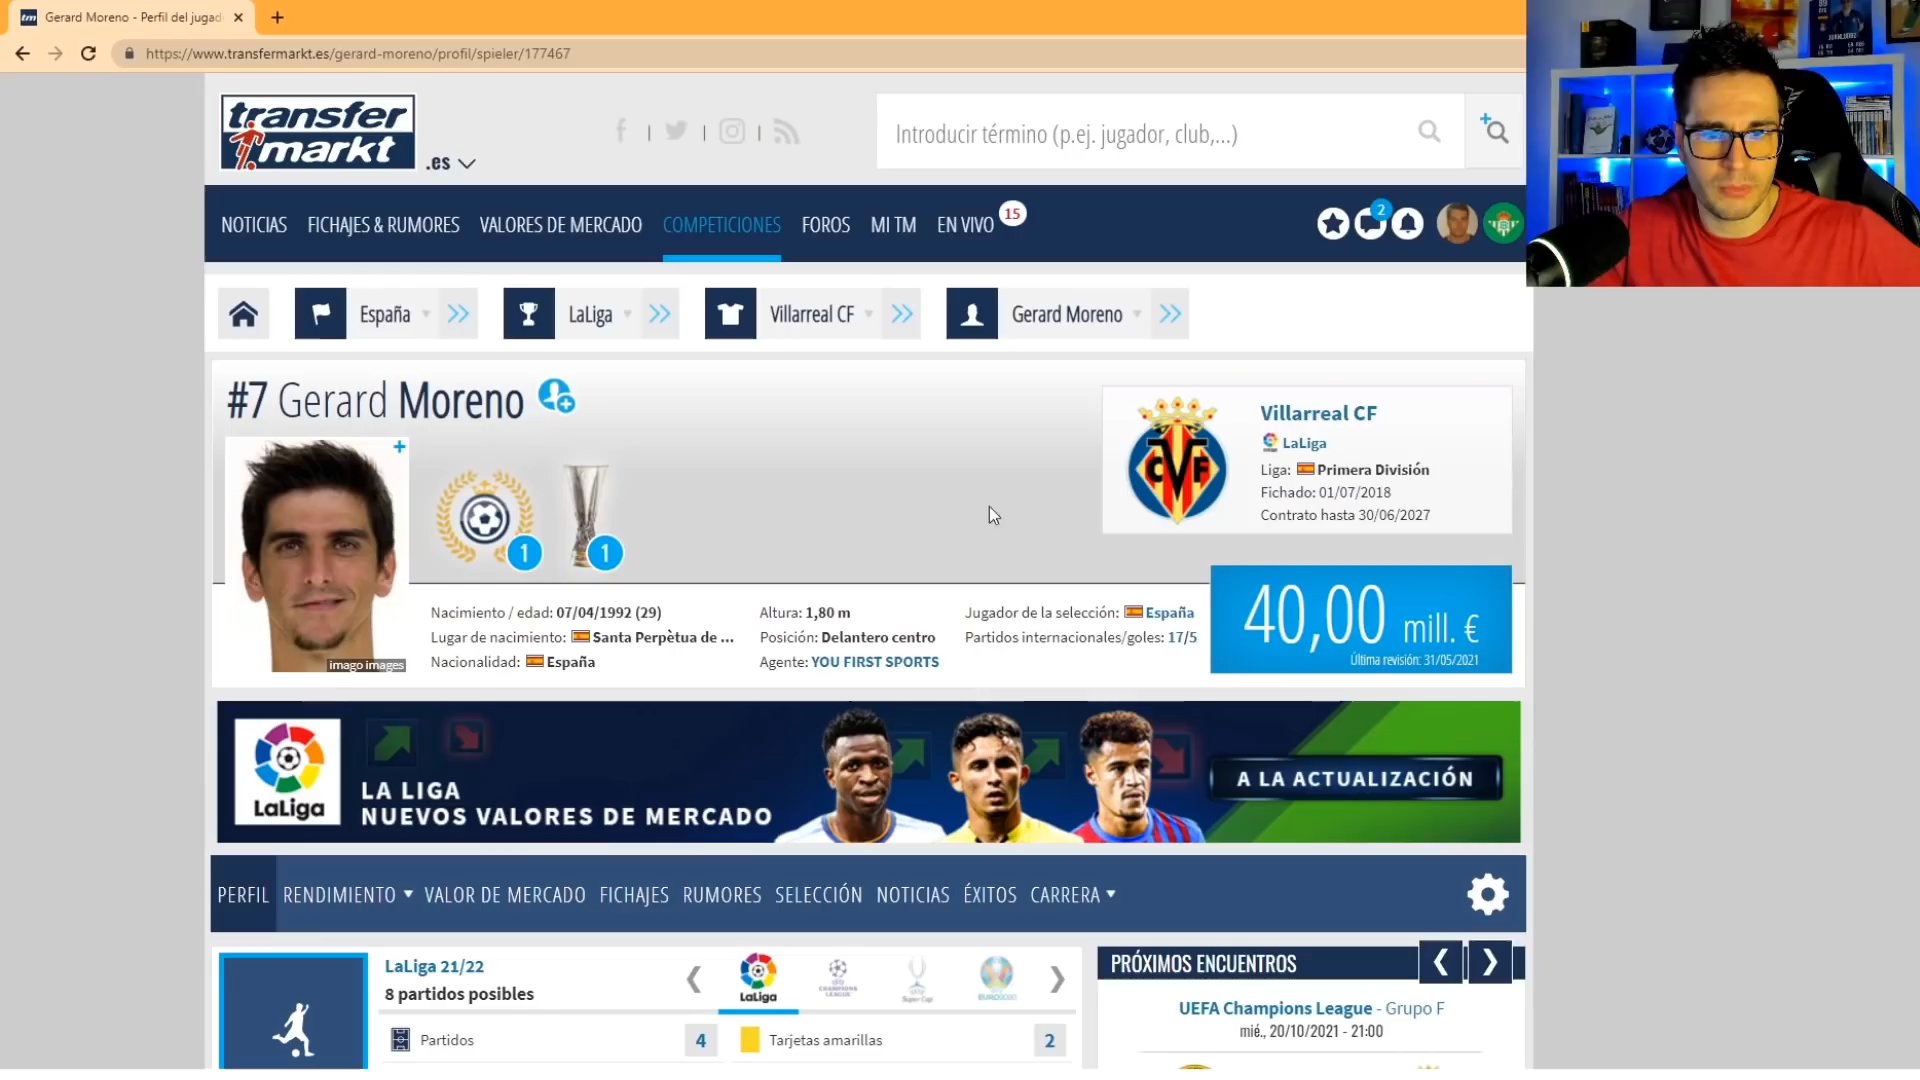 tm Gerard Moreno - Perfil del jugad
https://www.transfermarkt.es/gerard-moreno/profil/spieler/177467
transfer
markt
.es
Introducir término (p.ej. jugador, club,...)
NOTICIAS FICHAJES & RUMORES VALORES DE MERCADO COMPETICIONES FOROS MI TM EN VIVO 15
2
España LaLiga Villarreal CF Gerard Moreno
#7 Gerard Moreno
1 1
imago images
Villarreal CF
LaLiga
Liga: Primera División
Fichado: 01/07/2018
Contrato hasta 30/06/2027
Nacimiento / edad: 07/04/1992 (29)
Lugar de nacimiento: Santa Perpètua de ...
Nacionalidad: España
Altura: 1,80 m
Posición: Delantero centro
Agente: YOU FIRST SPORTS
Jugador de la selección: España
Partidos internacionales/goles: 17/5
40,00 mill. €
Última revisión: 31/05/2021
LaLiga
LA LIGA
NUEVOS VALORES DE MERCADO
A LA ACTUALIZACIÓN
PERFIL RENDIMIENTO VALOR DE MERCADO FICHAJES RUMORES SELECCIÓN NOTICIAS ÉXITOS CARRERA
LaLiga 21/22
8 partidos posibles
LaLiga CHAMPIONS LEAGUE Super Cup EURO2020
Partidos 4
Tarjetas amarillas 2
PRÓXIMOS ENCUENTROS
UEFA Champions League - Grupo F
mié., 20/10/2021 - 21:00